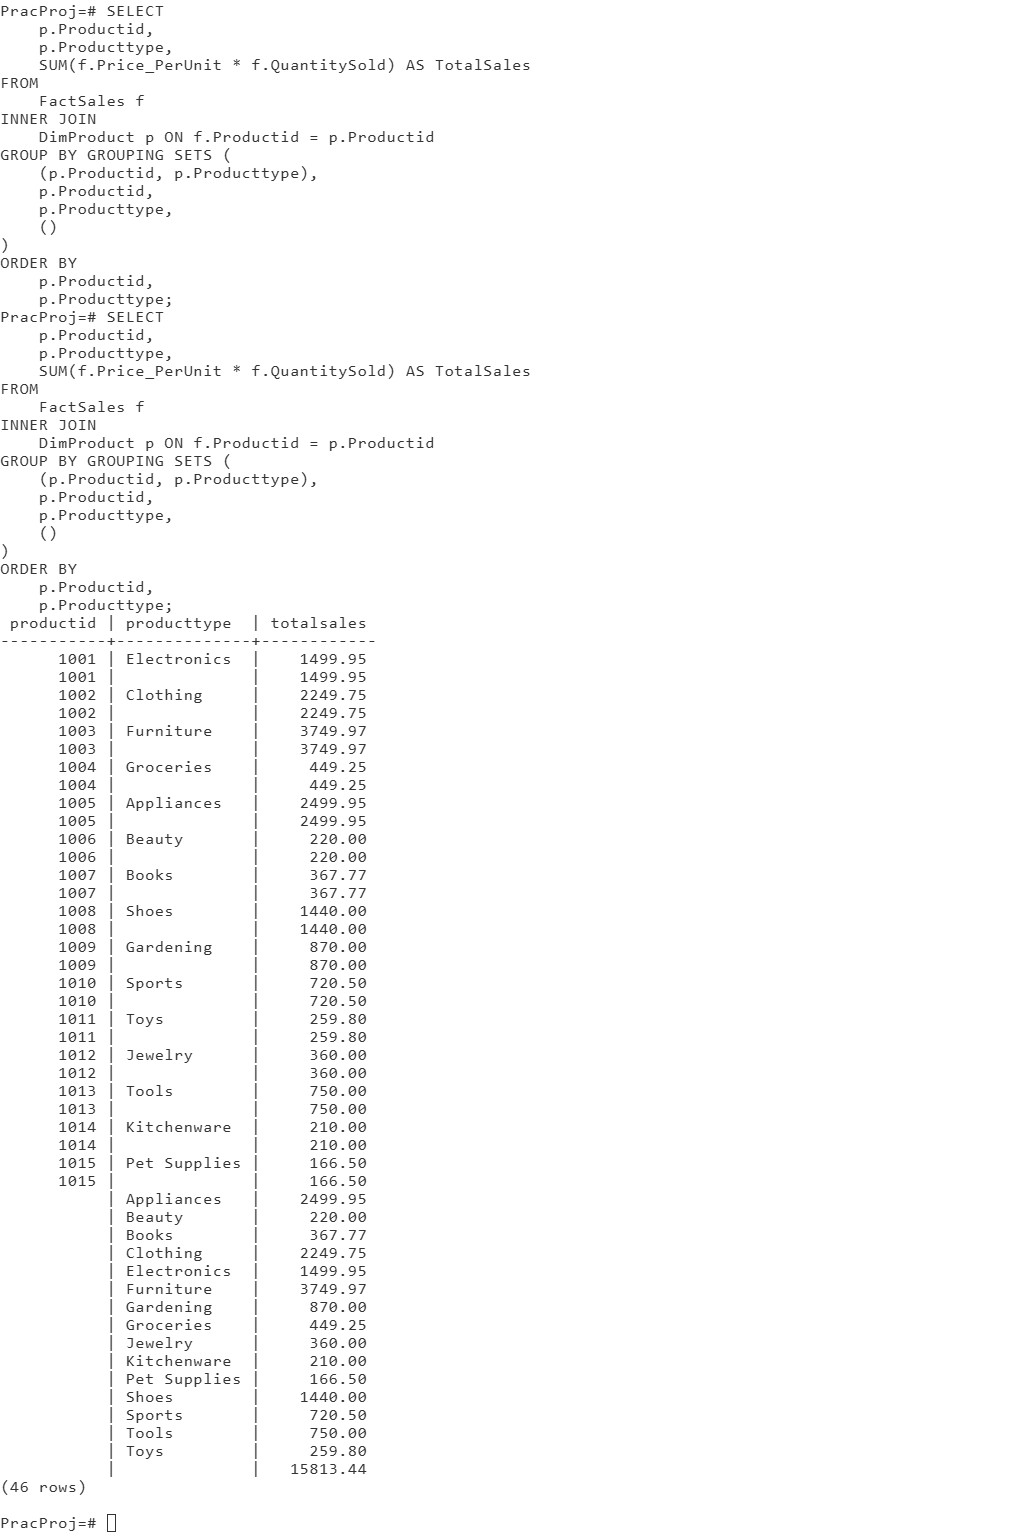 PracProj=# SELECT
    p.Productid,
    p.Producttype,
    SUM(f.Price_PerUnit * f.QuantitySold) AS TotalSales
FROM
    FactSales f
INNER JOIN
    DimProduct p ON f.Productid = p.Productid
GROUP BY GROUPING SETS (
    (p.Productid, p.Producttype),
    p.Productid,
    p.Producttype,
    ()
)
ORDER BY
    p.Productid,
    p.Producttype;
PracProj=# SELECT
    p.Productid,
    p.Producttype,
    SUM(f.Price_PerUnit * f.QuantitySold) AS TotalSales
FROM
    FactSales f
INNER JOIN
    DimProduct p ON f.Productid = p.Productid
GROUP BY GROUPING SETS (
    (p.Productid, p.Producttype),
    p.Productid,
    p.Producttype,
    ()
)
ORDER BY
    p.Productid,
    p.Producttype;
 productid | producttype  | totalsales
-----------+--------------+------------
      1001 | Electronics  |    1499.95
      1001 |              |    1499.95
      1002 | Clothing     |    2249.75
      1002 |              |    2249.75
      1003 | Furniture    |    3749.97
      1003 |              |    3749.97
      1004 | Groceries    |     449.25
      1004 |              |     449.25
      1005 | Appliances   |    2499.95
      1005 |              |    2499.95
      1006 | Beauty       |     220.00
      1006 |              |     220.00
      1007 | Books        |     367.77
      1007 |              |     367.77
      1008 | Shoes        |    1440.00
      1008 |              |    1440.00
      1009 | Gardening    |     870.00
      1009 |              |     870.00
      1010 | Sports       |     720.50
      1010 |              |     720.50
      1011 | Toys         |     259.80
      1011 |              |     259.80
      1012 | Jewelry      |     360.00
      1012 |              |     360.00
      1013 | Tools        |     750.00
      1013 |              |     750.00
      1014 | Kitchenware  |     210.00
      1014 |              |     210.00
      1015 | Pet Supplies |     166.50
      1015 |              |     166.50
           | Appliances   |    2499.95
           | Beauty       |     220.00
           | Books        |     367.77
           | Clothing     |    2249.75
           | Electronics  |    1499.95
           | Furniture    |    3749.97
           | Gardening    |     870.00
           | Groceries    |     449.25
           | Jewelry      |     360.00
           | Kitchenware  |     210.00
           | Pet Supplies |     166.50
           | Shoes        |    1440.00
           | Sports       |     720.50
           | Tools        |     750.00
           | Toys         |     259.80
           |              |   15813.44
(46 rows)
PracProj=#